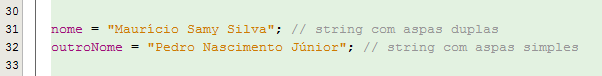 30
31 nome = "Maurício Samy Silva"; // string com aspas duplas
32 outroNome = "Pedro Nascimento Júnior"; // string com aspas simples
33